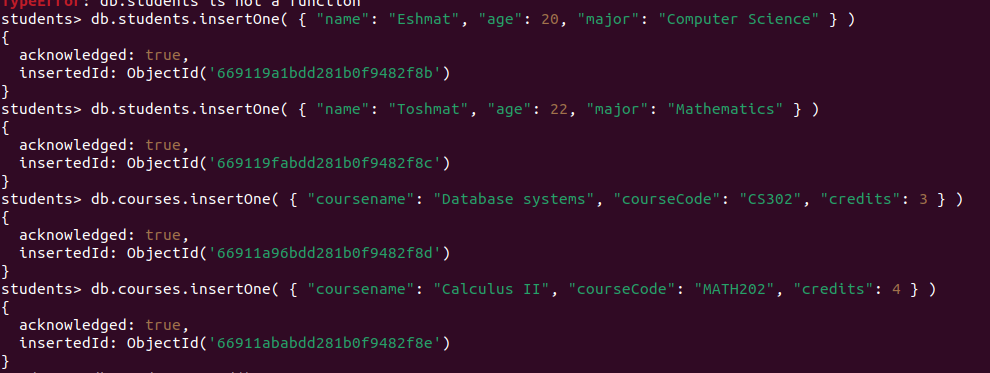 TypeError: db.students is not a function
students> db.students.insertOne( { "name": "Eshmat", "age": 20, "major": "Computer Science" } )
{
  acknowledged: true,
  insertedId: ObjectId('669119a1bdd281b0f9482f8b')
}
students> db.students.insertOne( { "name": "Toshmat", "age": 22, "major": "Mathematics" } )
{
  acknowledged: true,
  insertedId: ObjectId('669119fabdd281b0f9482f8c')
}
students> db.courses.insertOne( { "coursename": "Database systems", "courseCode": "CS302", "credits": 3 } )
{
  acknowledged: true,
  insertedId: ObjectId('66911a96bdd281b0f9482f8d')
}
students> db.courses.insertOne( { "coursename": "Calculus II", "courseCode": "MATH202", "credits": 4 } )
{
  acknowledged: true,
  insertedId: ObjectId('66911ababdd281b0f9482f8e')
}